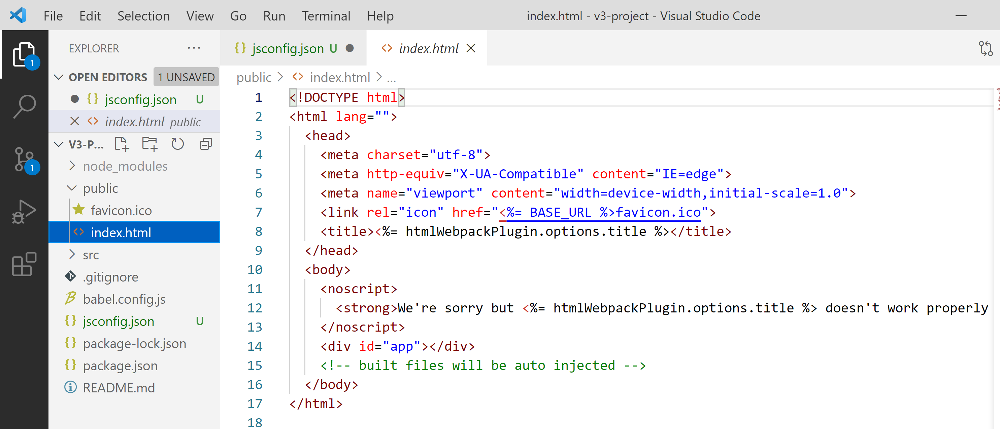 File Edit Selection View Go Run Terminal Help index.html - v3-project - Visual Studio Code
EXPLORER ...
1
OPEN EDITORS 1 UNSAVED
jsconfig.json U
index.html public
V3-P...
node_modules
public
favicon.ico
index.html
src
.gitignore
babel.config.js
jsconfig.json U
package-lock.json
package.json
README.md
1
jsconfig.json U
index.html
public > index.html > ...
1 <!DOCTYPE html>
2 <html lang="">
3 <head>
4 <meta charset="utf-8">
5 <meta http-equiv="X-UA-Compatible" content="IE=edge">
6 <meta name="viewport" content="width=device-width,initial-scale=1.0">
7 <link rel="icon" href="<%= BASE_URL %>favicon.ico">
8 <title><%= htmlWebpackPlugin.options.title %></title>
9 </head>
10 <body>
11 <noscript>
12 <strong>We're sorry but <%= htmlWebpackPlugin.options.title %> doesn't work properly
13 </noscript>
14 <div id="app"></div>
15 <!-- built files will be auto injected -->
16 </body>
17 </html>
18